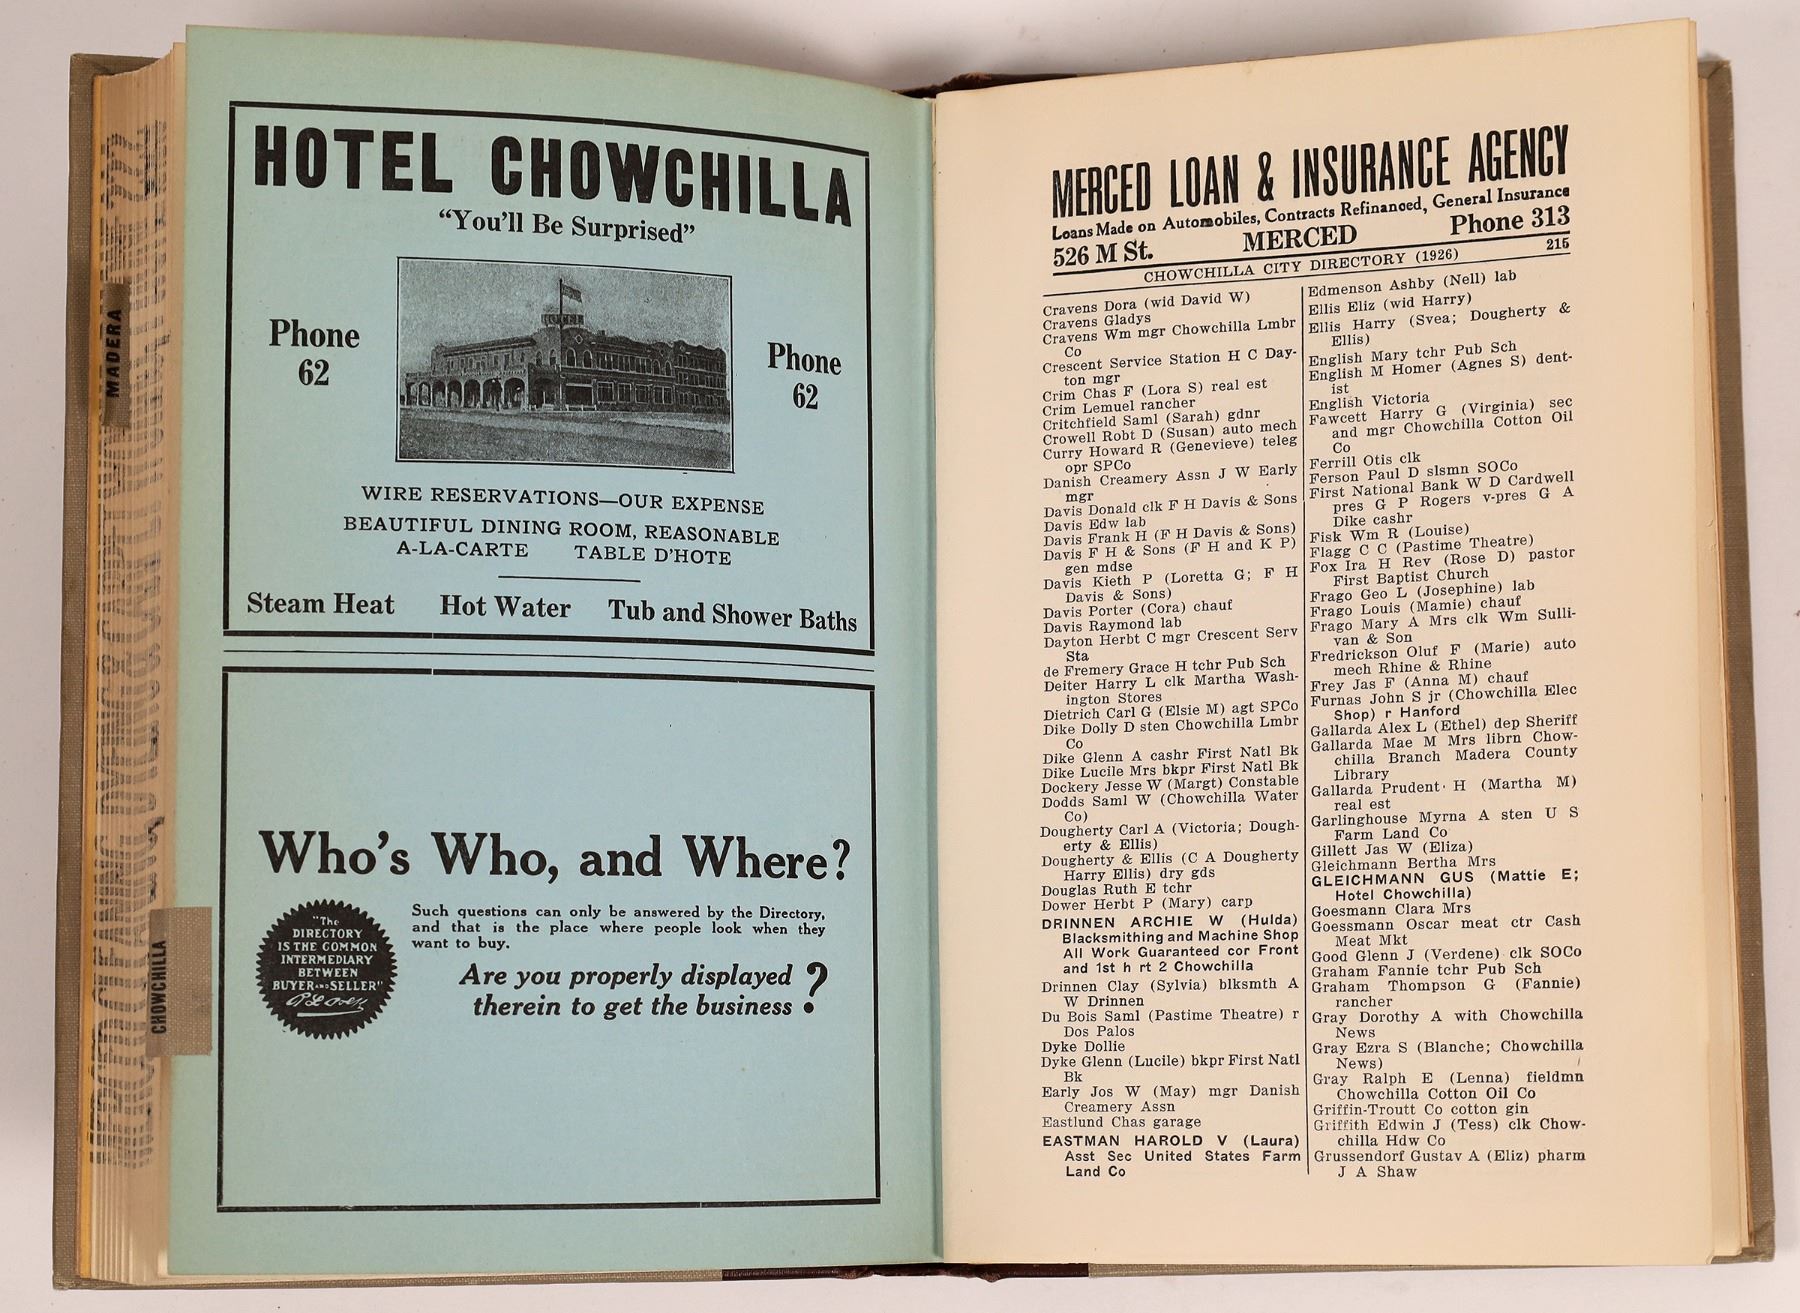 MADERA
CHOWCHILLA
HOTEL CHOWCHILLA
“You’ll Be Surprised”
HOTEL
Phone
62
Phone
62
WIRE RESERVATIONS—OUR EXPENSE
BEAUTIFUL DINING ROOM, REASONABLE
A-LA-CARTE TABLE D’HOTE
Steam Heat Hot Water Tub and Shower Baths
Who’s Who, and Where?
"The
DIRECTORY
IS THE COMMON
INTERMEDIARY
BETWEEN
BUYER AND SELLER"
Such questions can only be answered by the Directory,
and that is the place where people look when they
want to buy.
Are you properly displayed
therein to get the business ?
MERCED LOAN & INSURANCE AGENCY
Loans Made on Automobiles, Contracts Refinanced, General Insurance
526 M St. MERCED Phone 313
CHOWCHILLA CITY DIRECTORY (1926) 215
Cravens Dora (wid David W)
Cravens Gladys
Cravens Wm mgr Chowchilla Lmbr
Co
Crescent Service Station H C Day-
ton mgr
Crim Chas F (Lora S) real est
Crim Lemuel rancher
Critchfield Saml (Sarah) gdnr
Crowell Robt D (Susan) auto mech
Curry Howard R (Genevieve) teleg
opr SPCo
Danish Creamery Assn J W Early
mgr
Davis Donald clk F H Davis & Sons
Davis Edw lab
Davis Frank H (F H Davis & Sons)
Davis F H & Sons (F H and K P)
gen mdse
Davis Kieth P (Loretta G; F H
Davis & Sons)
Davis Porter (Cora) chauf
Davis Raymond lab
Dayton Herbt C mgr Crescent Serv
Sta
de Fremery Grace H tchr Pub Sch
Deiter Harry L clk Martha Wash-
ington Stores
Dietrich Carl G (Elsie M) agt SPCo
Dike Dolly D sten Chowchilla Lmbr
Co
Dike Glenn A cashr First Natl Bk
Dike Lucile Mrs bkpr First Natl Bk
Dockery Jesse W (Margt) Constable
Dodds Saml W (Chowchilla Water
Co)
Dougherty Carl A (Victoria; Dough-
erty & Ellis)
Dougherty & Ellis (C A Dougherty
Harry Ellis) dry gds
Douglas Ruth E tchr
Dower Herbt P (Mary) carp
DRINNEN ARCHIE W (Hulda)
Blacksmithing and Machine Shop
All Work Guaranteed cor Front
and 1st h rt 2 Chowchilla
Drinnen Clay (Sylvia) blksmth A
W Drinnen
Du Bois Saml (Pastime Theatre) r
Dos Palos
Dyke Dollie
Dyke Glenn (Lucile) bkpr First Natl
Bk
Early Jos W (May) mgr Danish
Creamery Assn
Eastlund Chas garage
EASTMAN HAROLD V (Laura)
Asst Sec United States Farm
Land Co
Edmenson Ashby (Nell) lab
Ellis Eliz (wid Harry)
Ellis Harry (Svea; Dougherty &
Ellis)
English Mary tchr Pub Sch
English M Homer (Agnes S) dent-
ist
English Victoria
Fawcett Harry G (Virginia) sec
and mgr Chowchilla Cotton Oil
Co
Ferrill Otis clk
Ferson Paul D slsmn SOCo
First National Bank W D Cardwell
pres G P Rogers v-pres G A
Dike cashr
Fisk Wm R (Louise)
Flagg C C (Pastime Theatre)
Fox Ira H Rev (Rose D) pastor
First Baptist Church
Frago Geo L (Josephine) lab
Frago Louis (Mamie) chauf
Frago Mary A Mrs clk Wm Sulli-
van & Son
Fredrickson Oluf F (Marie) auto
mech Rhine & Rhine
Frey Jas F (Anna M) chauf
Furnas John S jr (Chowchilla Elec
Shop) r Hanford
Gallarda Alex L (Ethel) dep Sheriff
Gallarda Mae M Mrs librn Chow-
chilla Branch Madera County
Library
Gallarda Prudent H (Martha M)
real est
Garlinghouse Myrna A sten U S
Farm Land Co
Gillett Jas W (Eliza)
Gleichmann Bertha Mrs
GLEICHMANN GUS (Mattie E;
Hotel Chowchilla)
Goesmann Clara Mrs
Goessmann Oscar meat ctr Cash
Meat Mkt
Good Glenn J (Verdene) clk SOCo
Graham Fannie tchr Pub Sch
Graham Thompson G (Fannie)
rancher
Gray Dorothy A with Chowchilla
News
Gray Ezra S (Blanche; Chowchilla
News)
Gray Ralph E (Lenna) fieldmn
Chowchilla Cotton Oil Co
Griffin-Troutt Co cotton gin
Griffith Edwin J (Tess) clk Chow-
chilla Hdw Co
Grussendorf Gustav A (Eliz) pharm
J A Shaw